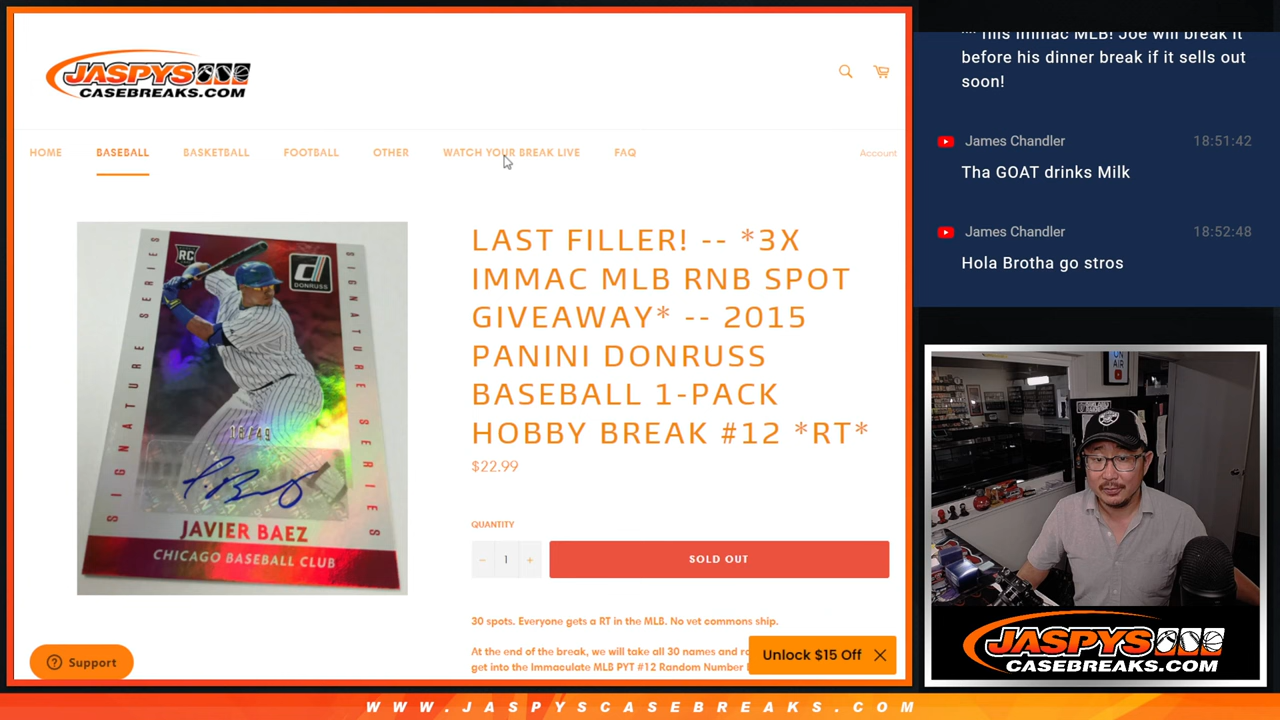 JASPYS
CASEBREAKS.COM
HOME BASEBALL BASKETBALL FOOTBALL OTHER WATCH YOUR BREAK LIVE FAQ Account
RC
DONRUSS
SIGNATURE SERIES
SIGNATURE SERIES
18/49
JAVIER BAEZ
CHICAGO BASEBALL CLUB
LAST FILLER! -- *3X
IMMAC MLB RNB SPOT
GIVEAWAY* -- 2015
PANINI DONRUSS
BASEBALL 1-PACK
HOBBY BREAK #12 *RT*
$22.99
QUANTITY
− 1 +
SOLD OUT
30 spots. Everyone gets a RT in the MLB. No vet commons ship.
At the end of the break, we will take all 30 names and
get into the Immaculate MLB PYT #12 Random Number
Support
Unlock $15 Off
this Immac MLB! Joe will break it
before his dinner break if it sells out
soon!
James Chandler 18:51:42
Tha GOAT drinks Milk
James Chandler 18:52:48
Hola Brotha go stros
ON
AIR
JASPYS
CASEBREAKS.COM
WWW.JASPYSCASEBREAKS.COM